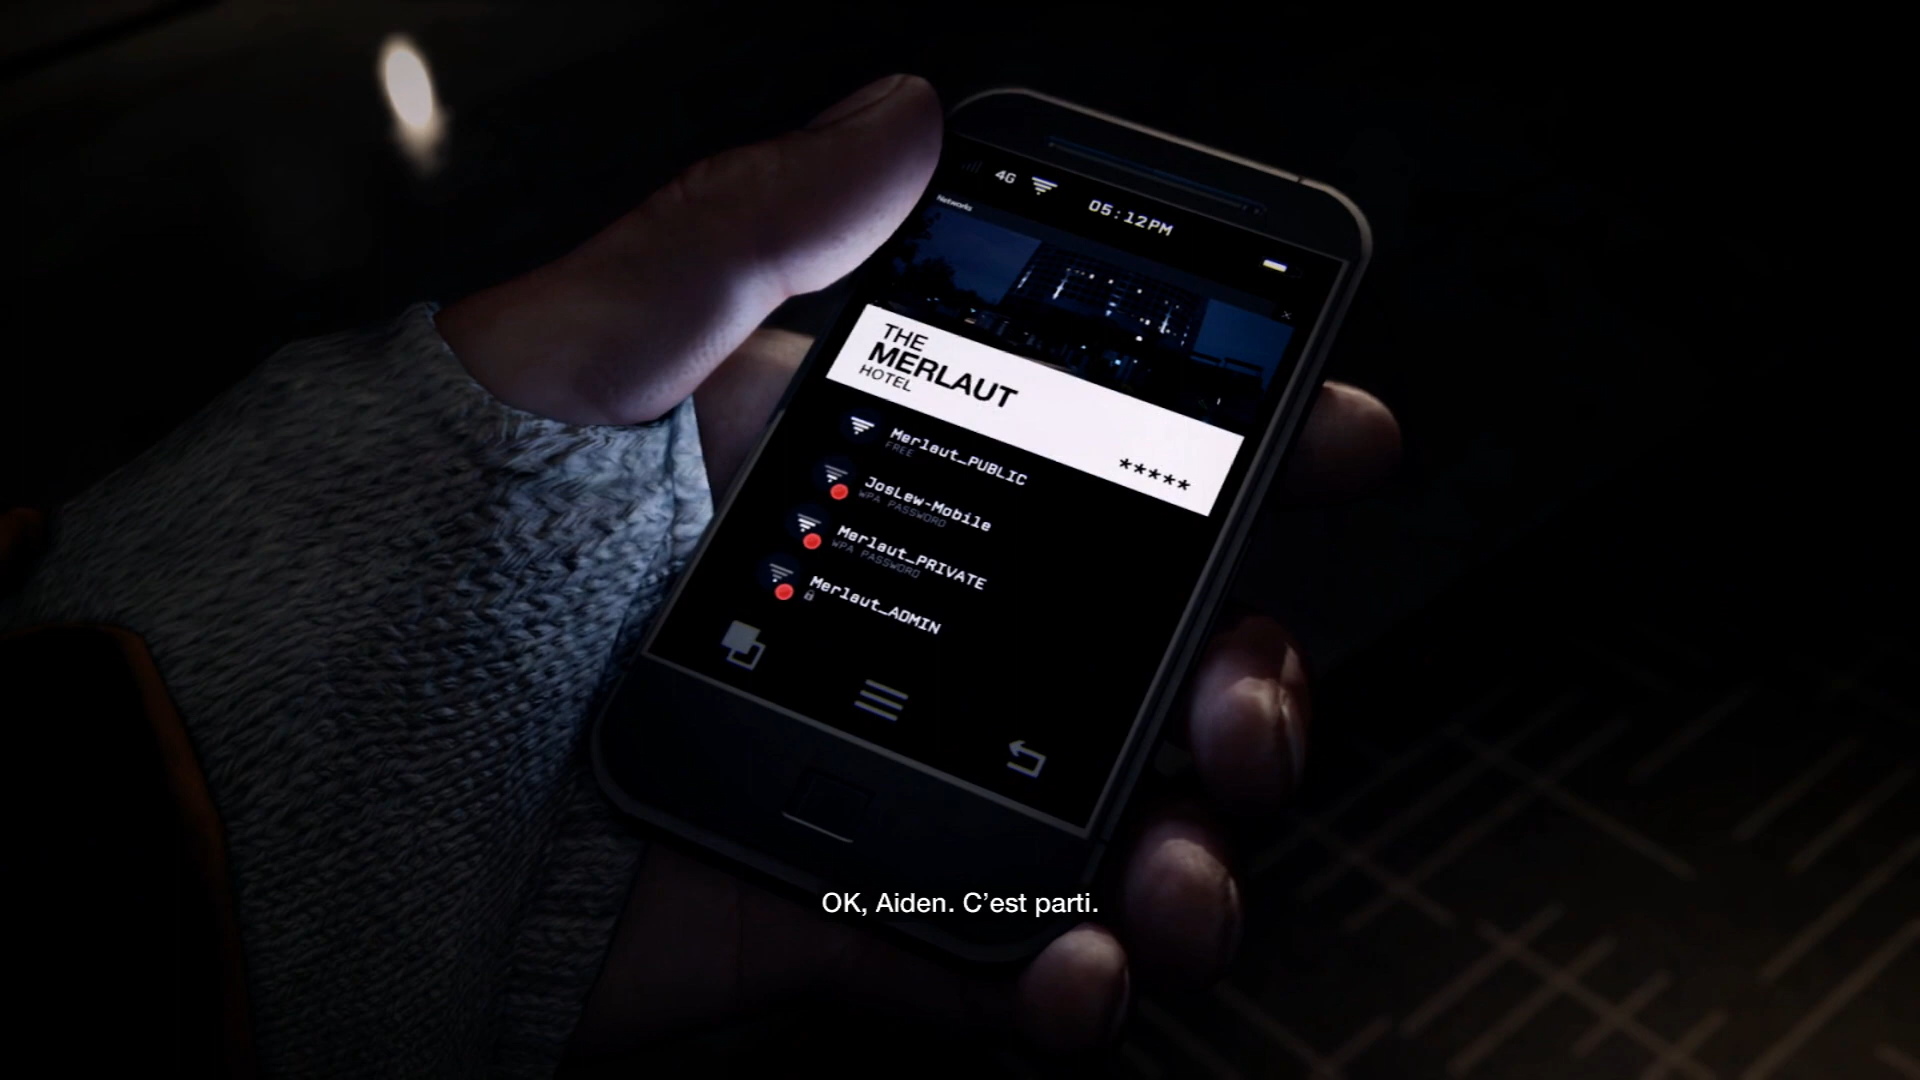 4G
05:12PM
Networks
THE
MERLAUT
HOTEL
*****
Merlaut_PUBLIC
FREE
JosLew-Mobile
WPA PASSWORD
Merlaut_PRIVATE
WPA PASSWORD
Merlaut_ADMIN
OK, Aiden. C’est parti.